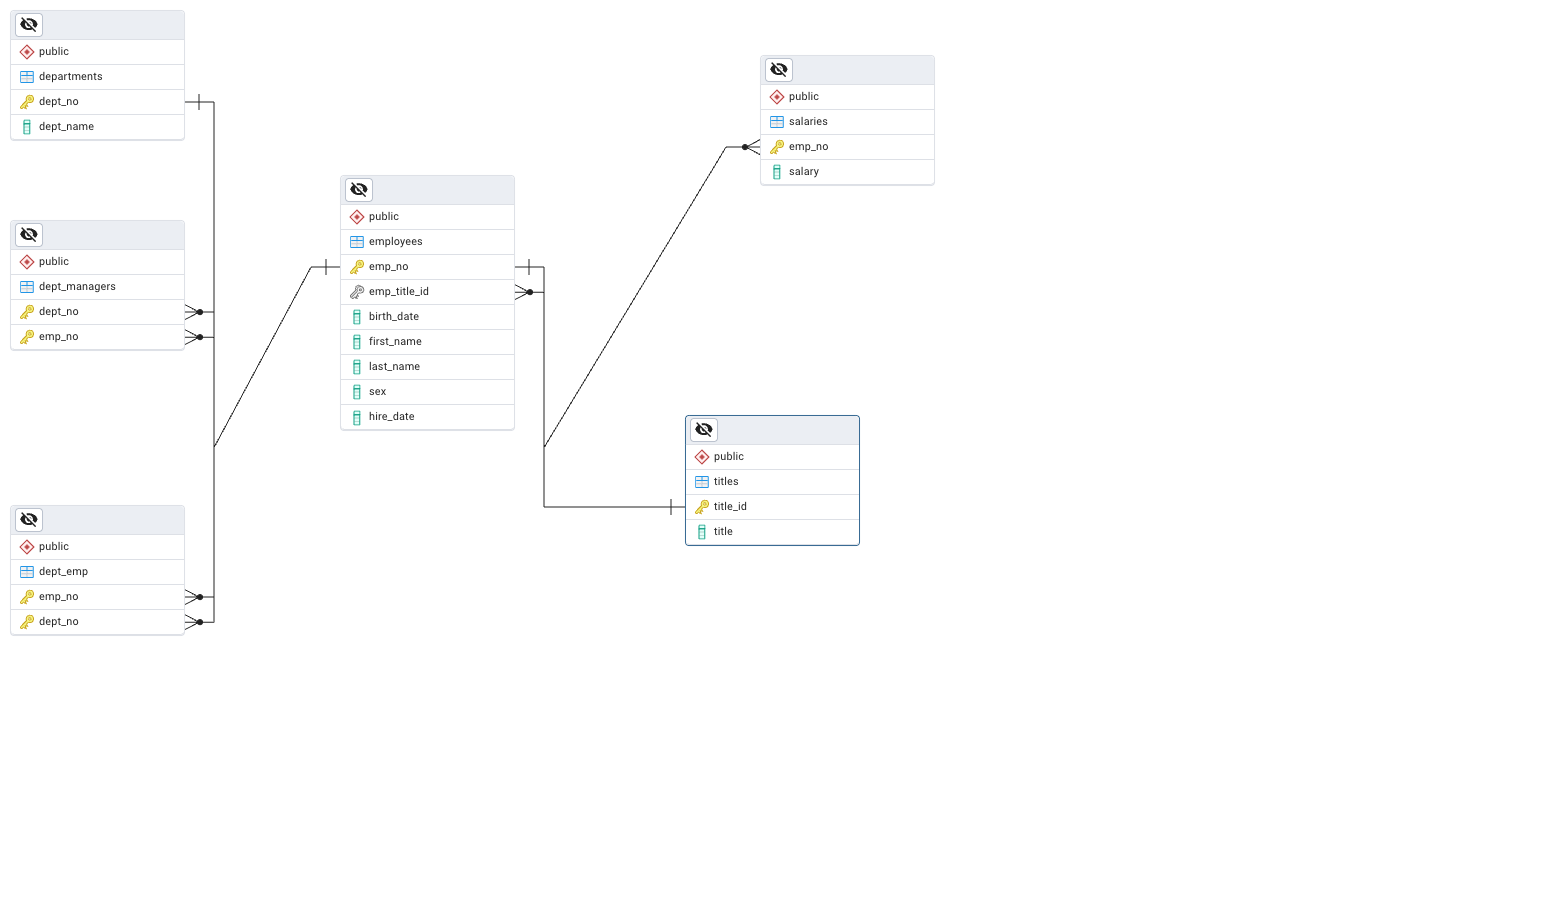 public
departments
dept_no
dept_name
public
dept_managers
dept_no
emp_no
public
dept_emp
emp_no
dept_no
public
employees
emp_no
emp_title_id
birth_date
first_name
last_name
sex
hire_date
public
salaries
emp_no
salary
public
titles
title_id
title